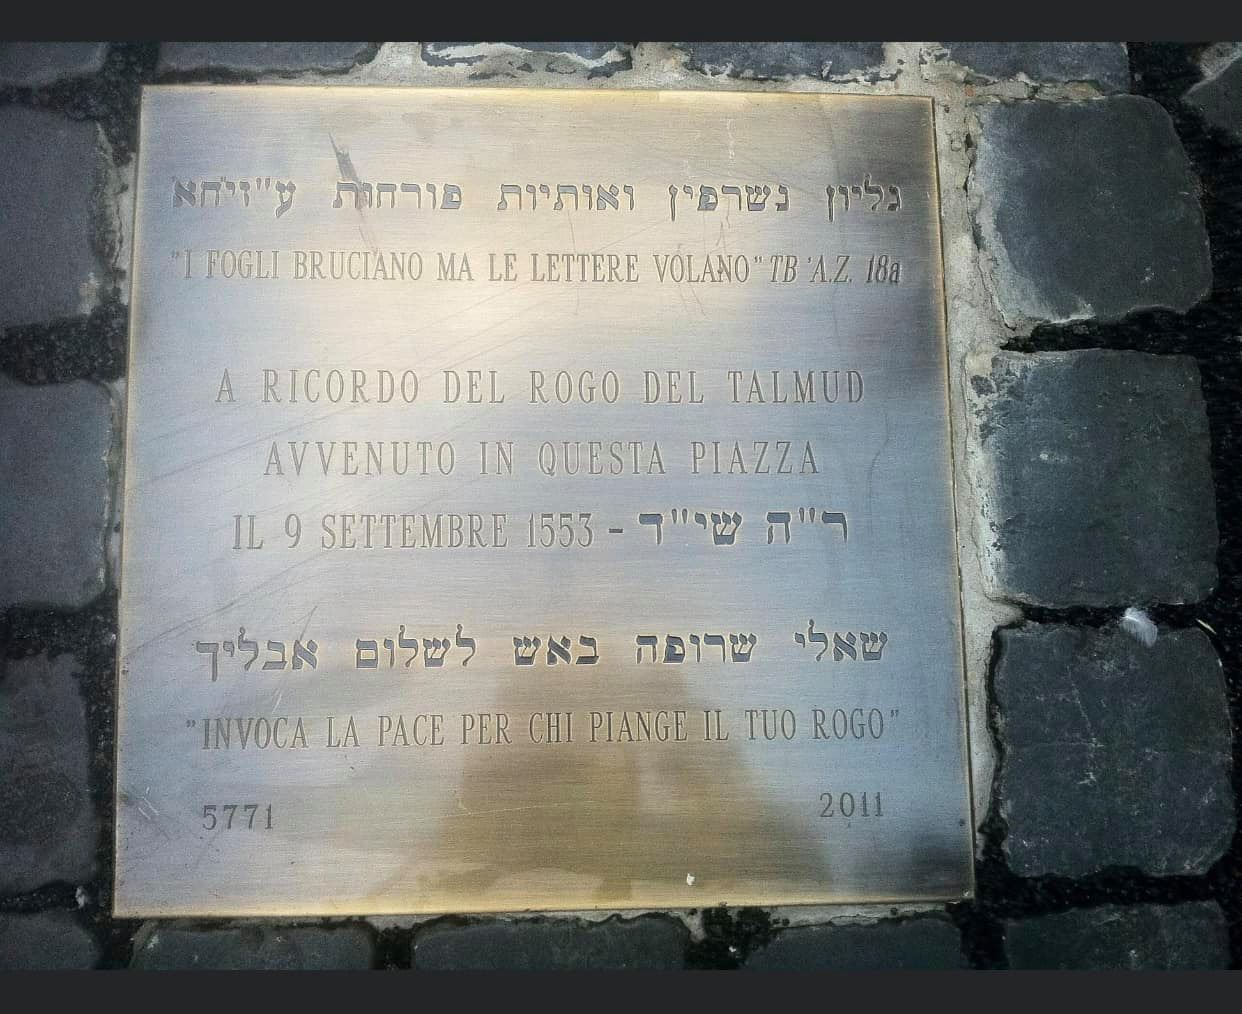 גליון נשרפין ואותיות פורחות ע"זי"חא
"I FOGLI BRUCIANO MA LE LETTERE VOLANO" TB 'A.Z. 18a
A RICORDO DEL ROGO DEL TALMUD
AVVENUTO IN QUESTA PIAZZA
IL 9 SETTEMBRE 1553 – ר"ה שי"ד
שאלי שרופה באש לשלום אבליך
"INVOCA LA PACE PER CHI PIANGE IL TUO ROGO"
5771 2011